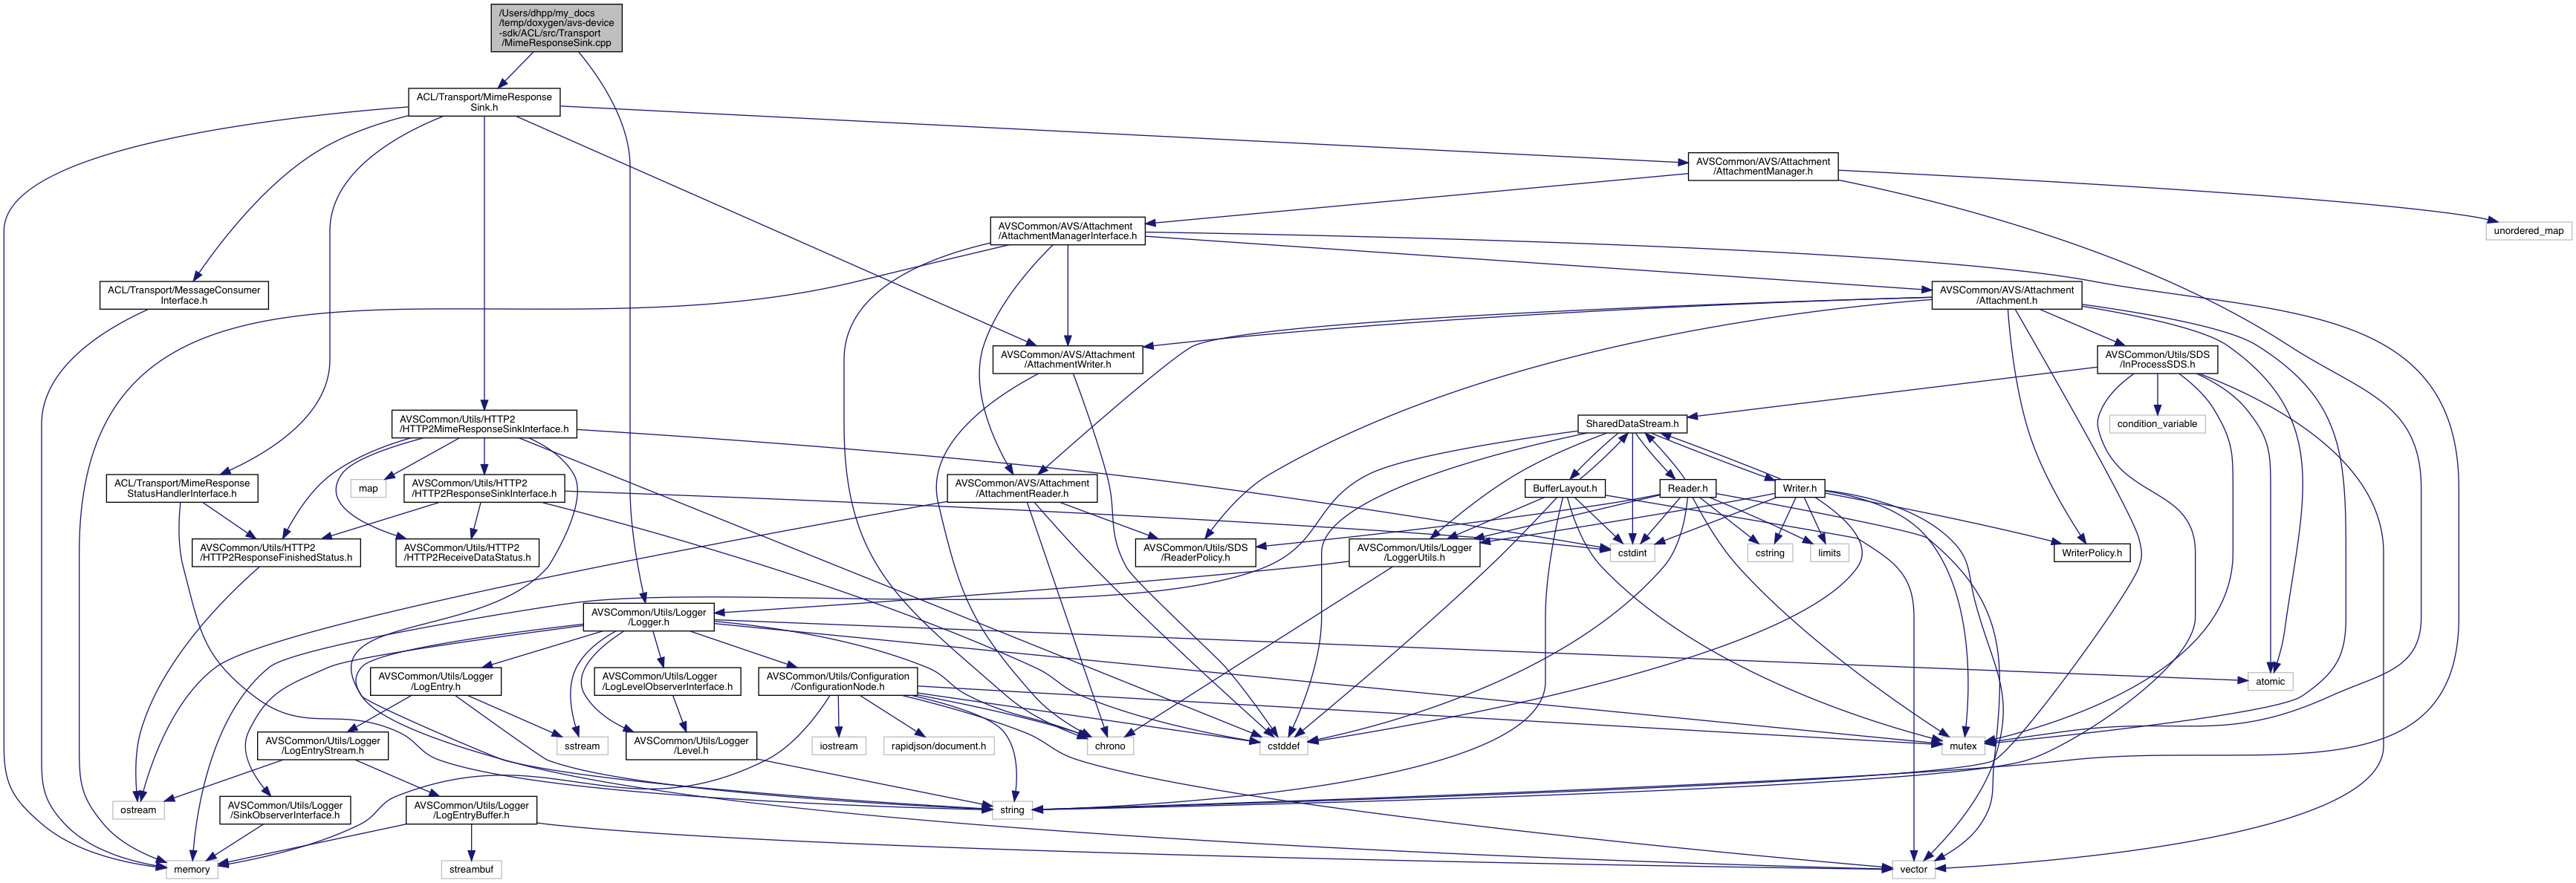 /Users/dhpp/my_docs
/temp/doxygen/avs-device
-sdk/ACL/src/Transport
/MimeResponseSink.cpp
ACL/Transport/MimeResponse
Sink.h
AVSCommon/AVS/Attachment
/AttachmentManager.h
AVSCommon/AVS/Attachment
/AttachmentManagerInterface.h
unordered_map
ACL/Transport/MessageConsumer
Interface.h
AVSCommon/AVS/Attachment
/Attachment.h
AVSCommon/AVS/Attachment
/AttachmentWriter.h
AVSCommon/Utils/SDS
/InProcessSDS.h
AVSCommon/Utils/HTTP2
/HTTP2MimeResponseSinkInterface.h
SharedDataStream.h
condition_variable
ACL/Transport/MimeResponse
StatusHandlerInterface.h
map
AVSCommon/Utils/HTTP2
/HTTP2ResponseSinkInterface.h
AVSCommon/AVS/Attachment
/AttachmentReader.h
BufferLayout.h
Reader.h
Writer.h
AVSCommon/Utils/HTTP2
/HTTP2ResponseFinishedStatus.h
AVSCommon/Utils/HTTP2
/HTTP2ReceiveDataStatus.h
AVSCommon/Utils/SDS
/ReaderPolicy.h
AVSCommon/Utils/Logger
/LoggerUtils.h
cstdint
cstring
limits
WriterPolicy.h
AVSCommon/Utils/Logger
/Logger.h
AVSCommon/Utils/Logger
/LogEntry.h
AVSCommon/Utils/Logger
/LogLevelObserverInterface.h
AVSCommon/Utils/Configuration
/ConfigurationNode.h
atomic
AVSCommon/Utils/Logger
/LogEntryStream.h
sstream
AVSCommon/Utils/Logger
/Level.h
iostream
rapidjson/document.h
chrono
cstddef
mutex
ostream
AVSCommon/Utils/Logger
/SinkObserverInterface.h
AVSCommon/Utils/Logger
/LogEntryBuffer.h
string
memory
streambuf
vector